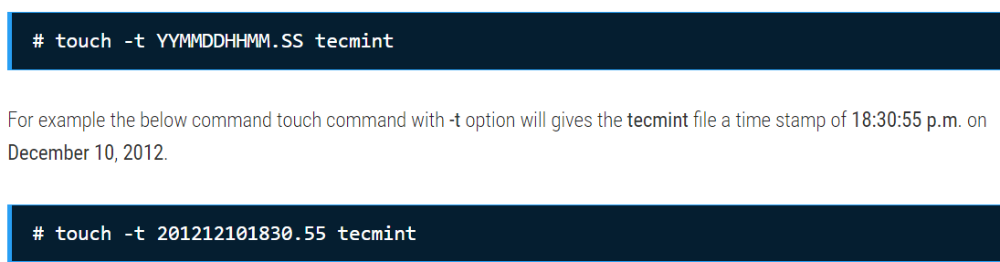 # touch -t YYMMDDHHMM.SS tecmint
For example the below command touch command with -t option will gives the tecmint file a time stamp of 18:30:55 p.m. on
December 10, 2012.
# touch -t 201212101830.55 tecmint